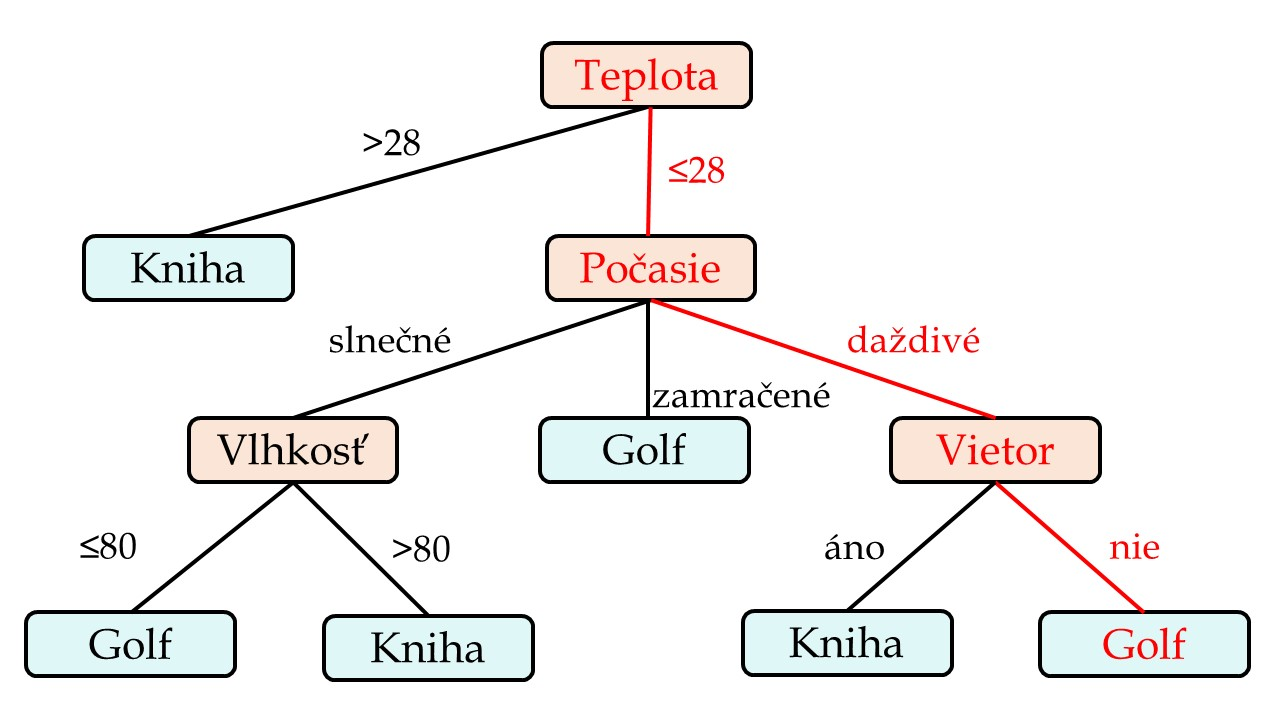 Teplota
>28
≤28
Kniha
Počasie
slnečné
daždivé
zamračené
Vlhkosť
Golf
Vietor
≤80
>80
áno
nie
Golf
Kniha
Kniha
Golf